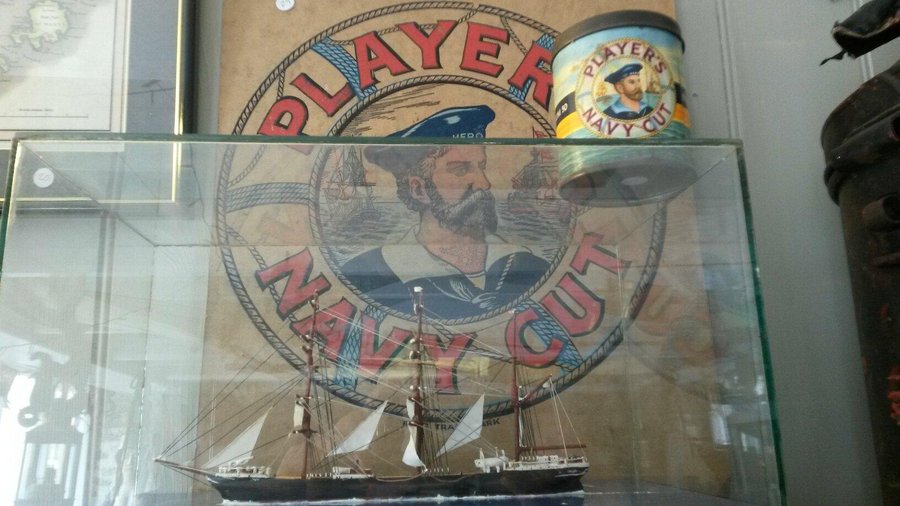 PLAYER
NAVY CUT
HERO
TRADE MARK
PLAYER'S
NAVY CUT